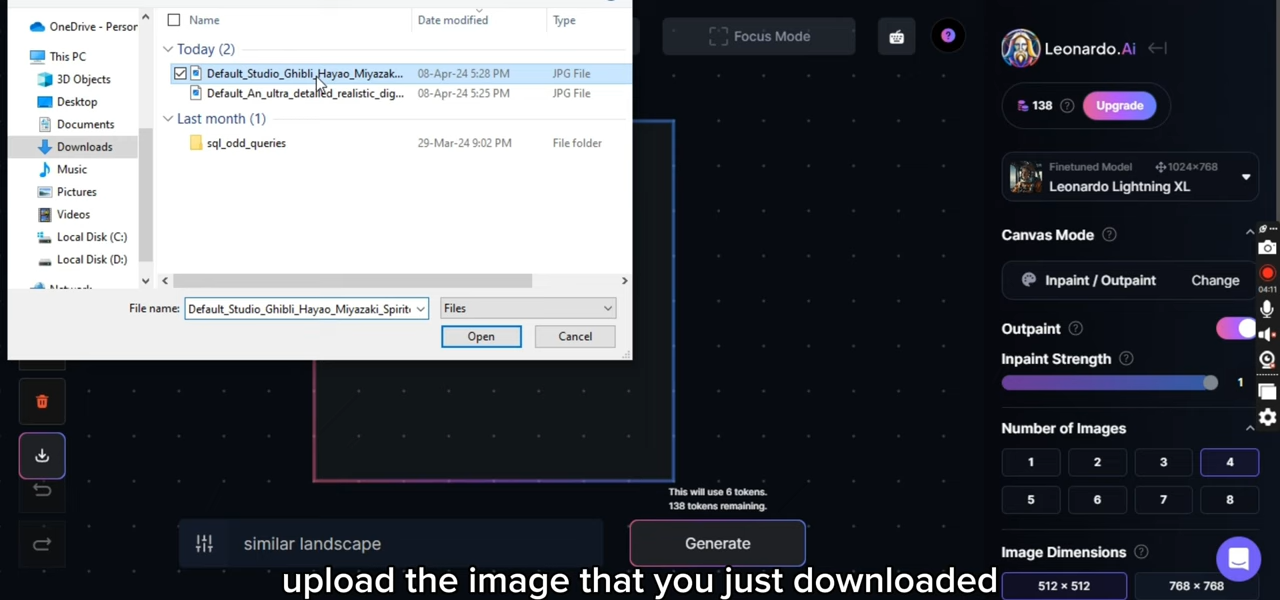 OneDrive - Person
This PC
3D Objects
Desktop
Documents
Downloads
Music
Pictures
Videos
Local Disk (C:)
Local Disk (D:)
Name
Date modified
Type
Today (2)
Default_Studio_Ghibli_Hayao_Miyazak...
08-Apr-24 5:28 PM
JPG File
Default_An_ultra_detailed_realistic_dig...
08-Apr-24 5:25 PM
JPG File
Last month (1)
sql_odd_queries
29-Mar-24 9:02 PM
File folder
File name:
Default_Studio_Ghibli_Hayao_Miyazaki_Spirit
Files
Open
Cancel
Focus Mode
?
Leonardo.Ai
138
?
Upgrade
Finetuned Model
1024×768
Leonardo Lightning XL
Canvas Mode ?
Inpaint / Outpaint
Change
Outpaint ?
Inpaint Strength ?
1
04:11
Number of Images
1 2 3 4
5 6 7 8
Image Dimensions ?
512 × 512
768 × 768
This will use 6 tokens.
138 tokens remaining.
similar landscape
Generate
upload the image that you just downloaded